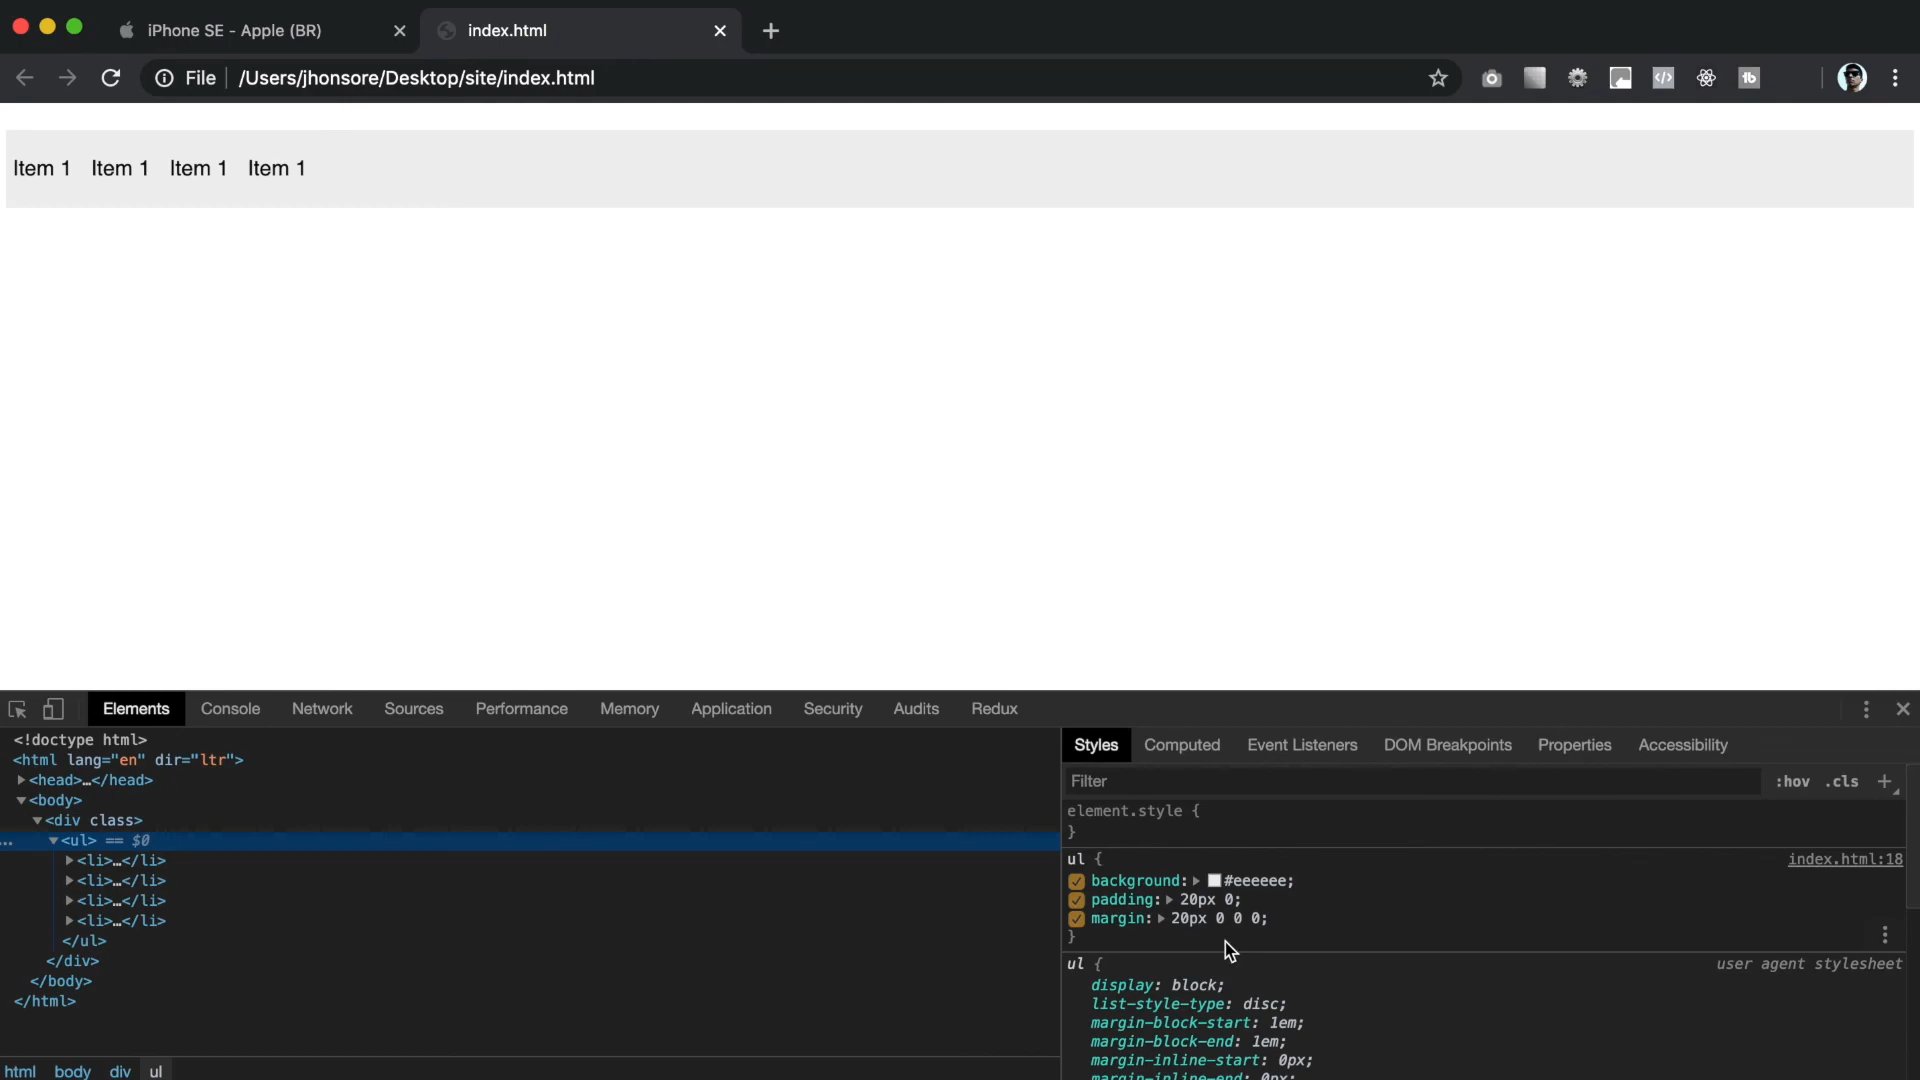 iPhone SE - Apple (BR)
index.html
File
/Users/jhonsore/Desktop/site/index.html
Item 1 Item 1 Item 1 Item 1
Elements Console Network Sources Performance Memory Application Security Audits Redux
<!doctype html>
<html lang="en" dir="ltr">
<head>…</head>
<body>
<div class>
… <ul> == $0
<li>…</li>
<li>…</li>
<li>…</li>
<li>…</li>
</ul>
</div>
</body>
</html>
html body div ul
Styles Computed Event Listeners DOM Breakpoints Properties Accessibility
Filter :hov .cls +
element.style {
}
ul { index.html:18
background: #eeeeee;
padding: 20px 0;
margin: 20px 0 0 0;
}
ul { user agent stylesheet
display: block;
list-style-type: disc;
margin-block-start: 1em;
margin-block-end: 1em;
margin-inline-start: 0px;
margin-inline-end: 0px;